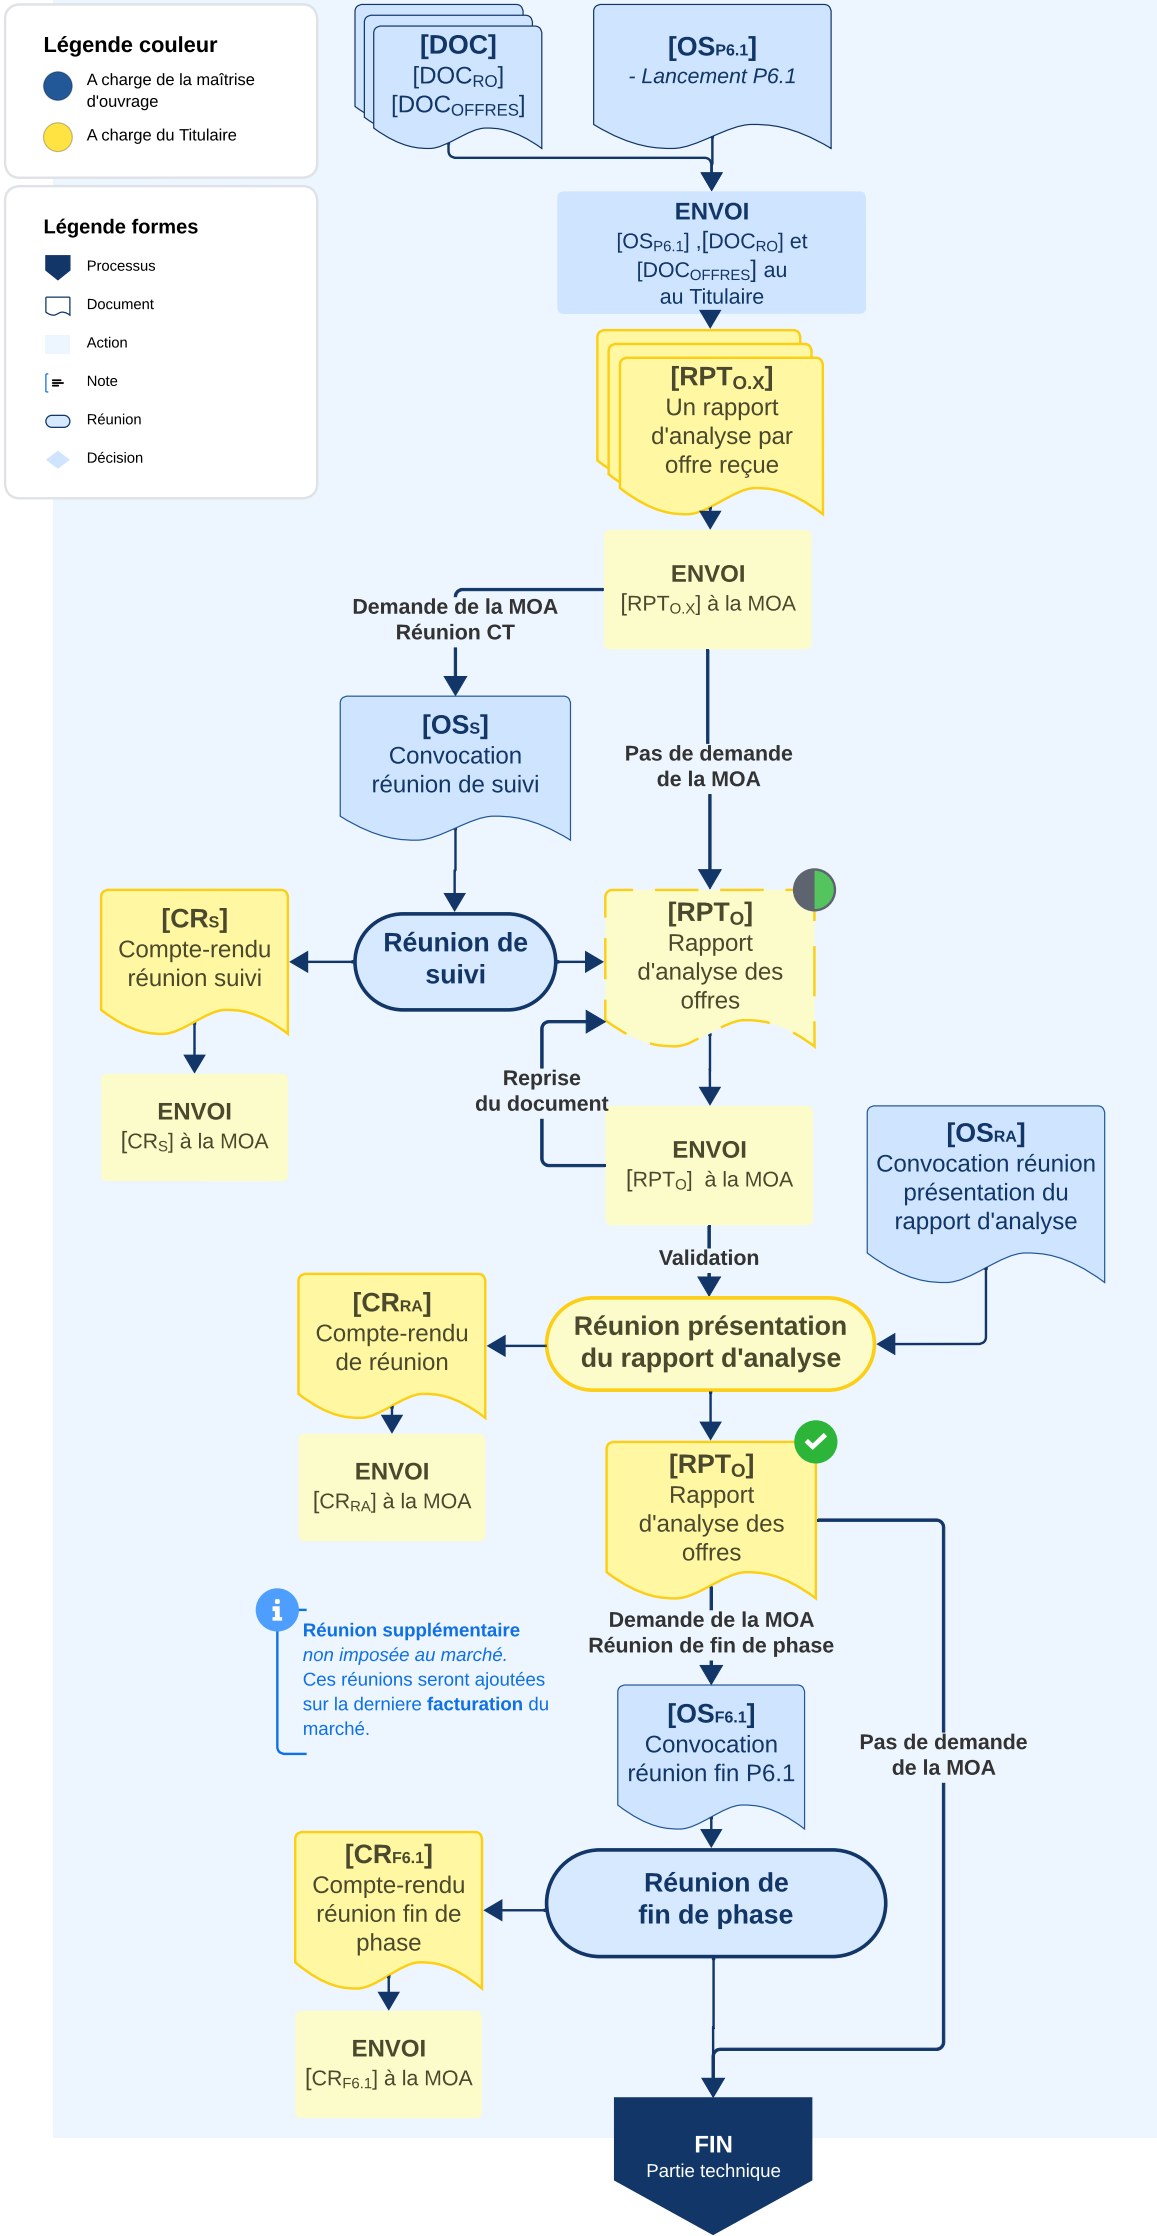 Légende couleur
A charge de la maîtrise
d'ouvrage
A charge du Titulaire
Légende formes
Processus
Document
Action
Note
Réunion
Décision
[DOC]
[DOCRO]
[DOCOFFRES]
[OSP6.1]
- Lancement P6.1
ENVOI
[OSP6.1] ,[DOCRO] et
[DOCOFFRES] au
au Titulaire
[RPTO.X]
Un rapport
d'analyse par
offre reçue
ENVOI
[RPTO.X] à la MOA
Demande de la MOA
Réunion CT
[OSS]
Convocation
réunion de suivi
Pas de demande
de la MOA
[CRS]
Compte-rendu
réunion suivi
Réunion de
suivi
[RPTO]
Rapport
d'analyse des
offres
ENVOI
[CRS] à la MOA
Reprise
du document
ENVOI
[RPTO]  à la MOA
[OSRA]
Convocation réunion
présentation du
rapport d'analyse
Validation
[CRRA]
Compte-rendu
de réunion
Réunion présentation
du rapport d'analyse
ENVOI
[CRRA] à la MOA
[RPTO]
Rapport
d'analyse des
offres
Réunion supplémentaire
non imposée au marché.
Ces réunions seront ajoutées
sur la derniere facturation du
marché.
Demande de la MOA
Réunion de fin de phase
[OSF6.1]
Convocation
réunion fin P6.1
Pas de demande
de la MOA
[CRF6.1]
Compte-rendu
réunion fin de
phase
Réunion de
fin de phase
ENVOI
[CRF6.1] à la MOA
FIN
Partie technique